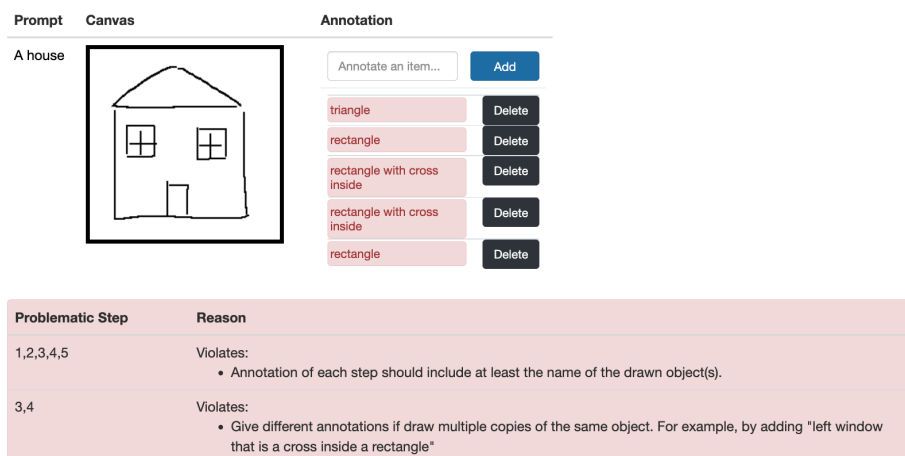 Prompt Canvas Annotation
A house
Annotate an item... Add
triangle Delete
rectangle Delete
rectangle with cross
inside Delete
rectangle with cross
inside Delete
rectangle Delete
Problematic Step Reason
1,2,3,4,5 Violates:
• Annotation of each step should include at least the name of the drawn object(s).
3,4 Violates:
• Give different annotations if draw multiple copies of the same object. For example, by adding "left window
that is a cross inside a rectangle"